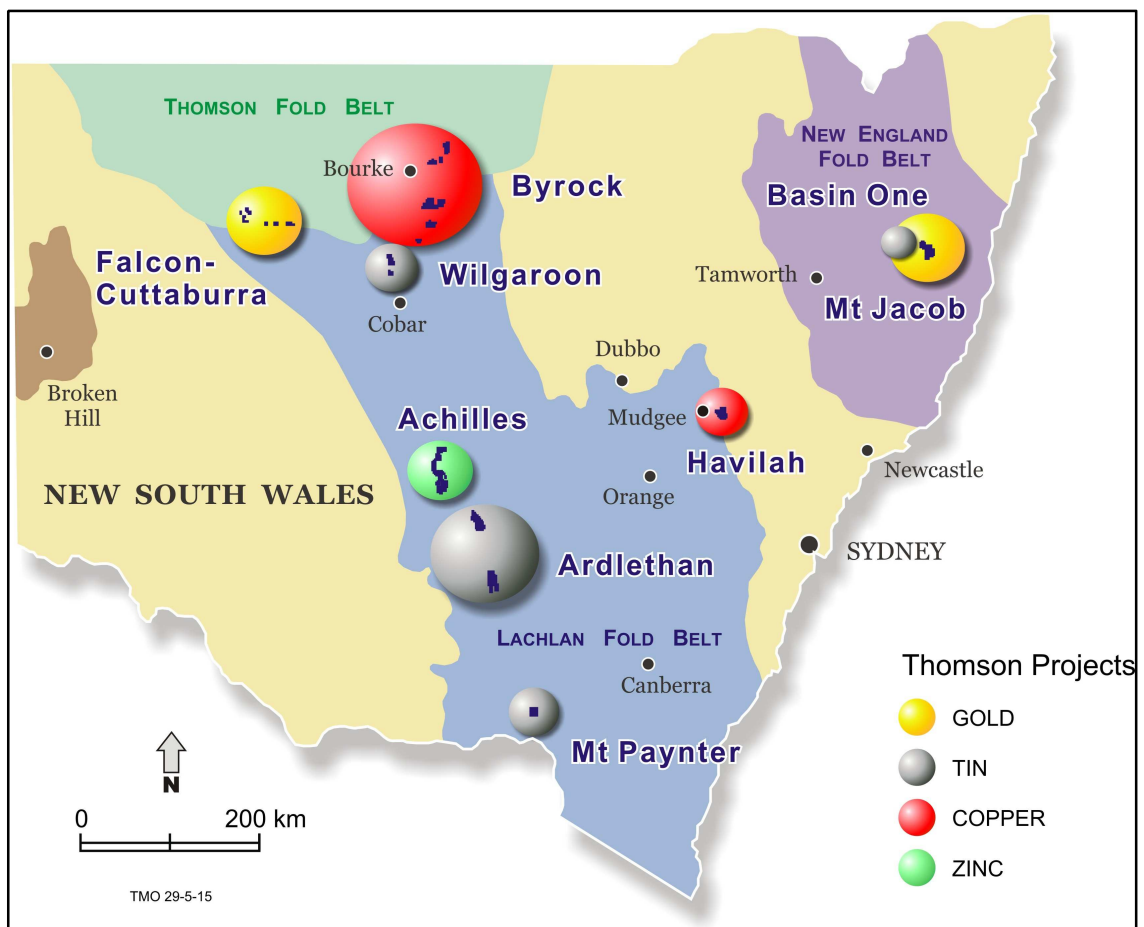 THOMSON FOLD BELT
NEW ENGLAND
FOLD BELT
Bourke
Byrock
Basin One
Falcon-
Cuttaburra
Wilgaroon
Tamworth
Mt Jacob
Cobar
Dubbo
Broken
Hill
Achilles
Mudgee
Havilah
Newcastle
NEW SOUTH WALES
Orange
SYDNEY
Ardlethan
LACHLAN FOLD BELT
Canberra
Mt Paynter
Thomson Projects
GOLD
TIN
COPPER
ZINC
N
0 200 km
TMO 29-5-15